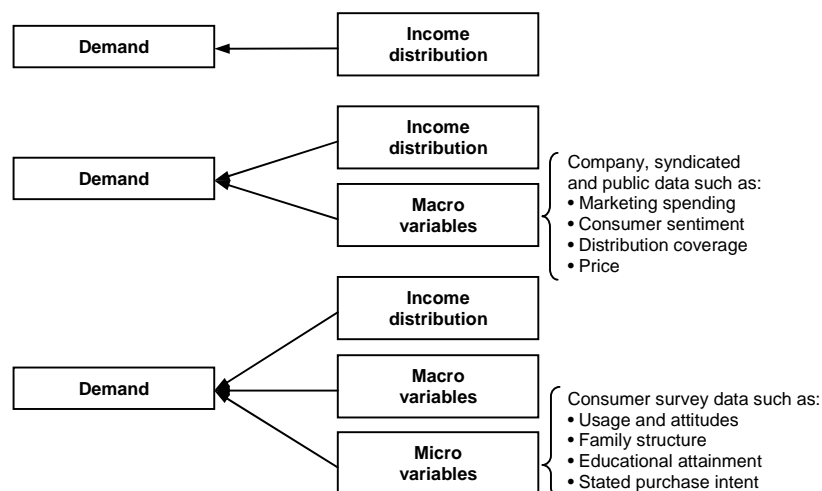 Demand
Income
distribution
Demand
Income
distribution
Macro
variables
Company, syndicated
and public data such as:
• Marketing spending
• Consumer sentiment
• Distribution coverage
• Price
Demand
Income
distribution
Macro
variables
Micro
variables
Consumer survey data such as:
• Usage and attitudes
• Family structure
• Educational attainment
• Stated purchase intent